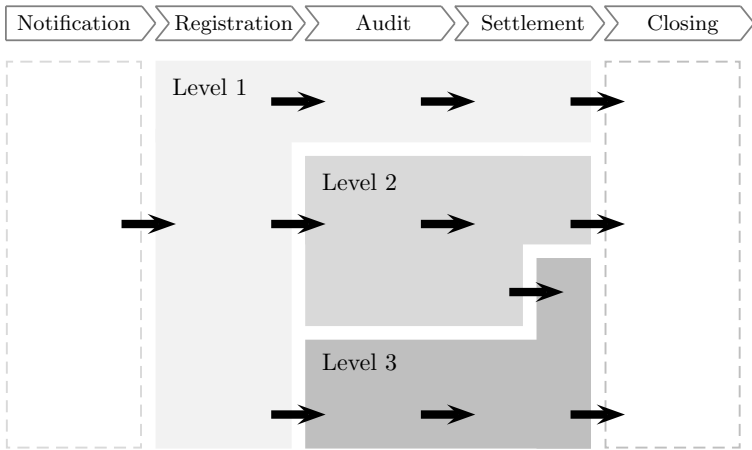 Notification Registration Audit Settlement Closing
Level 1
Level 2
Level 3